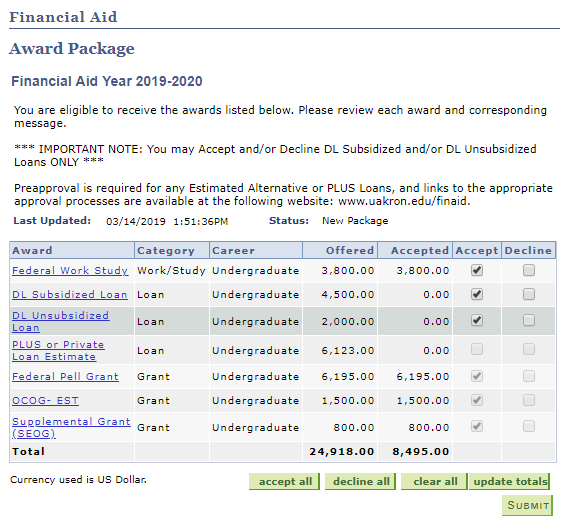 Financial Aid
Award Package
Financial Aid Year 2019-2020
You are eligible to receive the awards listed below. Please review each award and corresponding
message.
*** IMPORTANT NOTE: You may Accept and/or Decline DL Subsidized and/or DL Unsubsidized
Loans ONLY ***
Preapproval is required for any Estimated Alternative or PLUS Loans, and links to the appropriate
approval processes are available at the following website: www.uakron.edu/finaid.
Last Updated: 03/14/2019 1:51:36PM Status: New Package
Award Category Career Offered Accepted Accept Decline
Federal Work Study Work/Study Undergraduate 3,800.00 3,800.00
DL Subsidized Loan Loan Undergraduate 4,500.00 0.00
DL Unsubsidized
Loan Loan Undergraduate 2,000.00 0.00
PLUS or Private
Loan Estimate Loan Undergraduate 6,123.00 0.00
Federal Pell Grant Grant Undergraduate 6,195.00 6,195.00
OCOG- EST Grant Undergraduate 1,500.00 1,500.00
Supplemental Grant
(SEOG) Grant Undergraduate 800.00 800.00
Total 24,918.00 8,495.00
Currency used is US Dollar. accept all decline all clear all update totals
SUBMIT